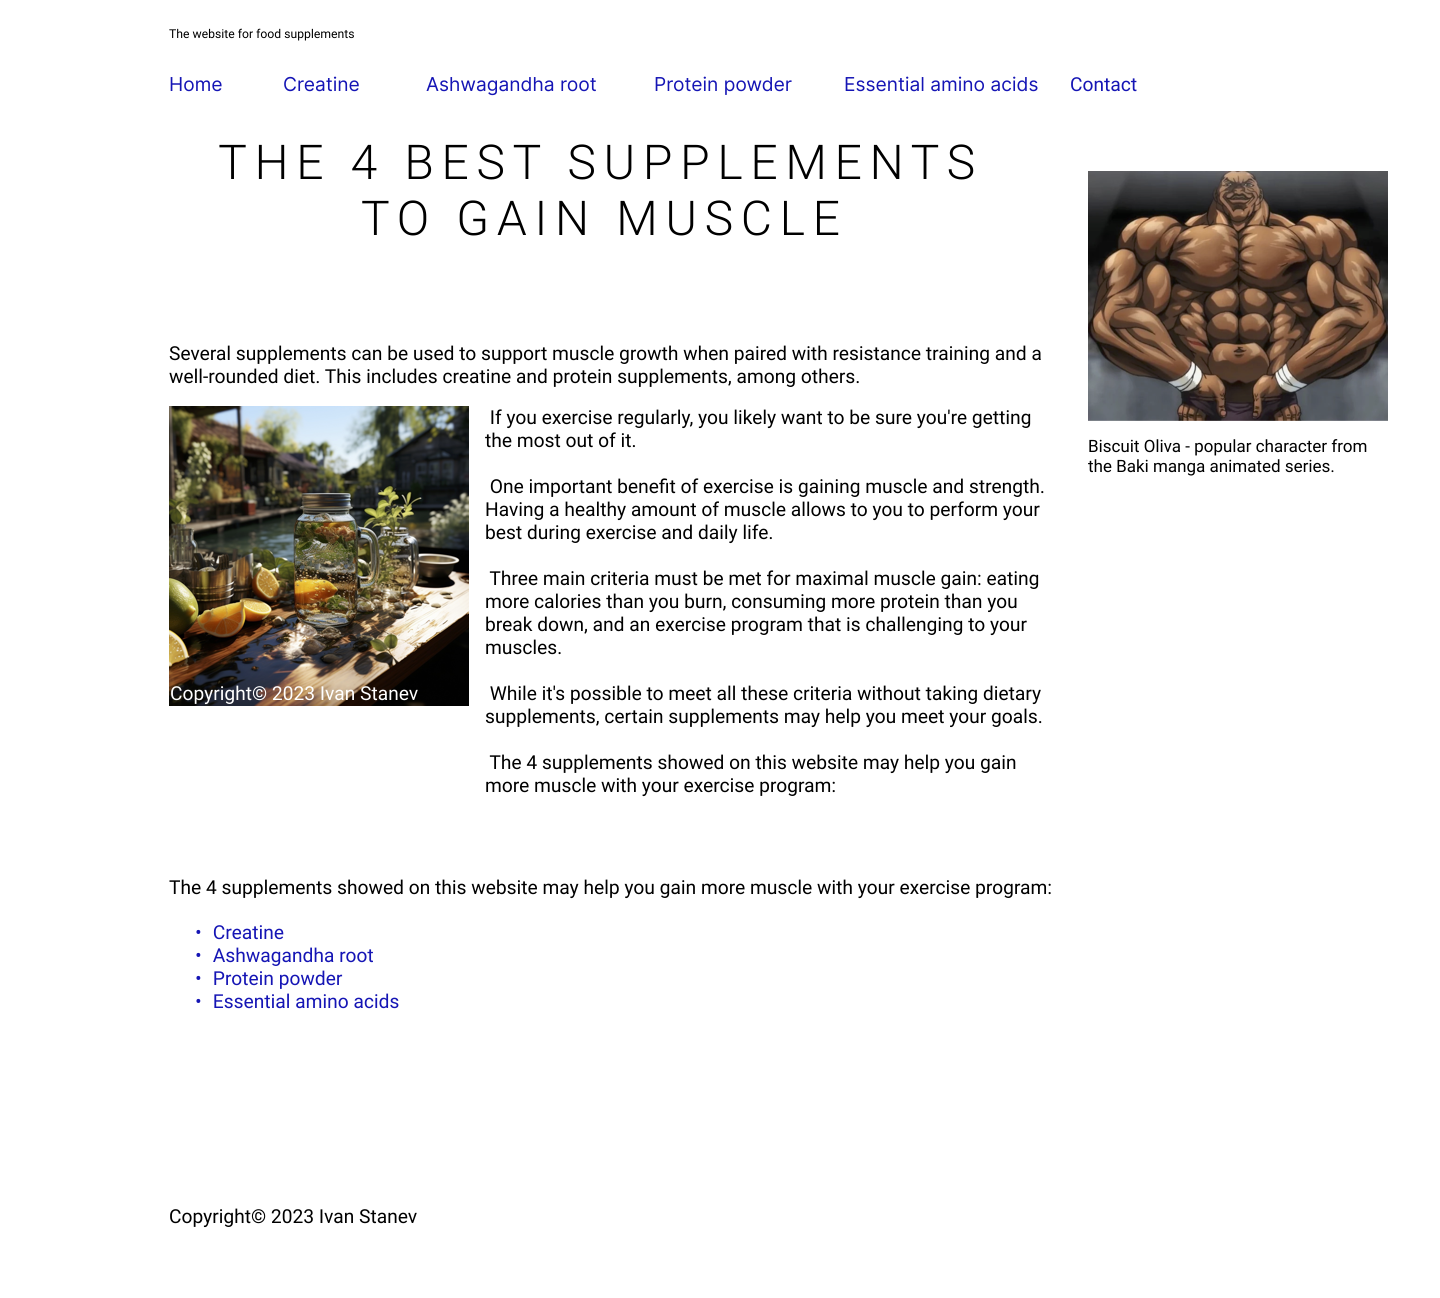 The website for food supplements
Home Creatine Ashwagandha root Protein powder Essential amino acids Contact
THE 4 BEST SUPPLEMENTS
TO GAIN MUSCLE
Several supplements can be used to support muscle growth when paired with resistance training and a
well-rounded diet. This includes creatine and protein supplements, among others.
If you exercise regularly, you likely want to be sure you're getting
the most out of it.
One important benefit of exercise is gaining muscle and strength.
Having a healthy amount of muscle allows to you to perform your
best during exercise and daily life.
Three main criteria must be met for maximal muscle gain: eating
more calories than you burn, consuming more protein than you
break down, and an exercise program that is challenging to your
muscles.
While it's possible to meet all these criteria without taking dietary
supplements, certain supplements may help you meet your goals.
The 4 supplements showed on this website may help you gain
more muscle with your exercise program:
Copyright© 2023 Ivan Stanev
Biscuit Oliva - popular character from
the Baki manga animated series.
The 4 supplements showed on this website may help you gain more muscle with your exercise program:
• Creatine
• Ashwagandha root
• Protein powder
• Essential amino acids
Copyright© 2023 Ivan Stanev